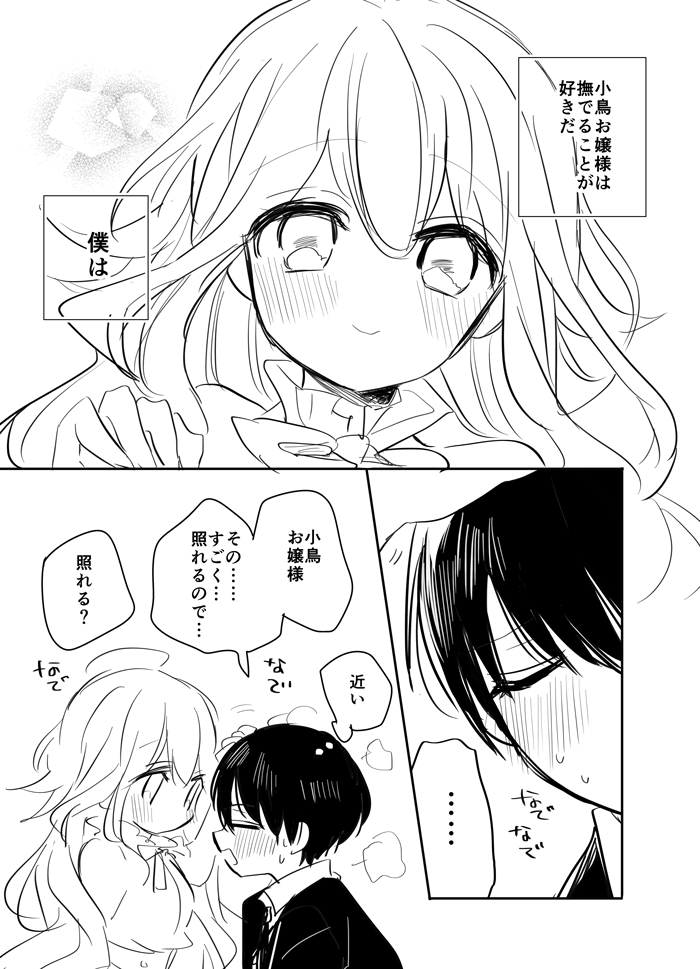 小鳥お嬢様は
撫でることが
好きだ
僕は
……
なで
なで
小鳥
お嬢様
その……
すごく…
照れるので…
照れる?
近い
なで
なで